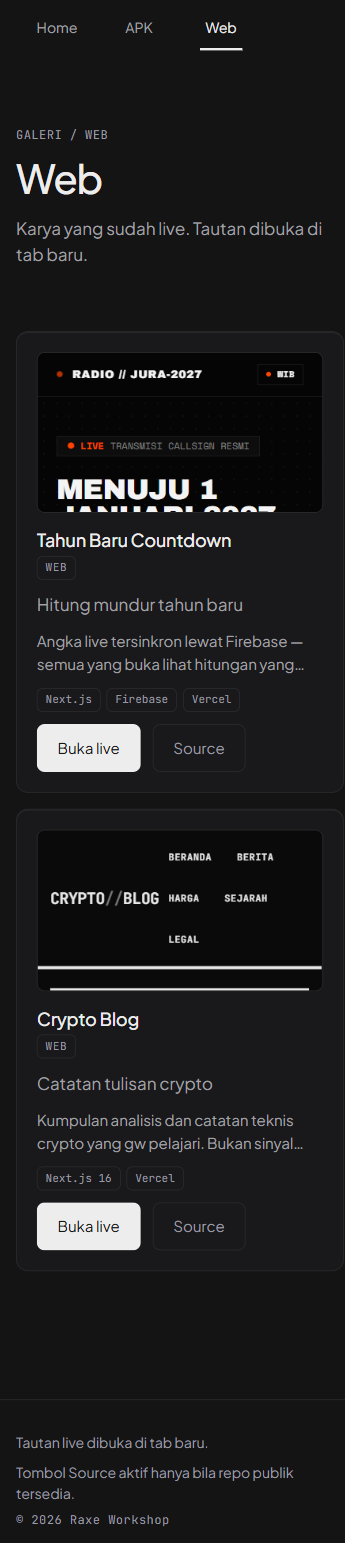 Home APK Web
GALERI / WEB
Web
Karya yang sudah live. Tautan dibuka di
tab baru.
RADIO // JURA-2027 WIB
LIVE TRANSMISI CALLSIGN RESMI
MENUJU 1
JANUARI 2027
Tahun Baru Countdown
WEB
Hitung mundur tahun baru
Angka live tersinkron lewat Firebase —
semua yang buka lihat hitungan yang…
Next.js Firebase Vercel
Buka live Source
BERANDA BERITA
CRYPTO//BLOG HARGA SEJARAH
LEGAL
Crypto Blog
WEB
Catatan tulisan crypto
Kumpulan analisis dan catatan teknis
crypto yang gw pelajari. Bukan sinyal…
Next.js 16 Vercel
Buka live Source
Tautan live dibuka di tab baru.
Tombol Source aktif hanya bila repo publik
tersedia.
© 2026 Raxe Workshop